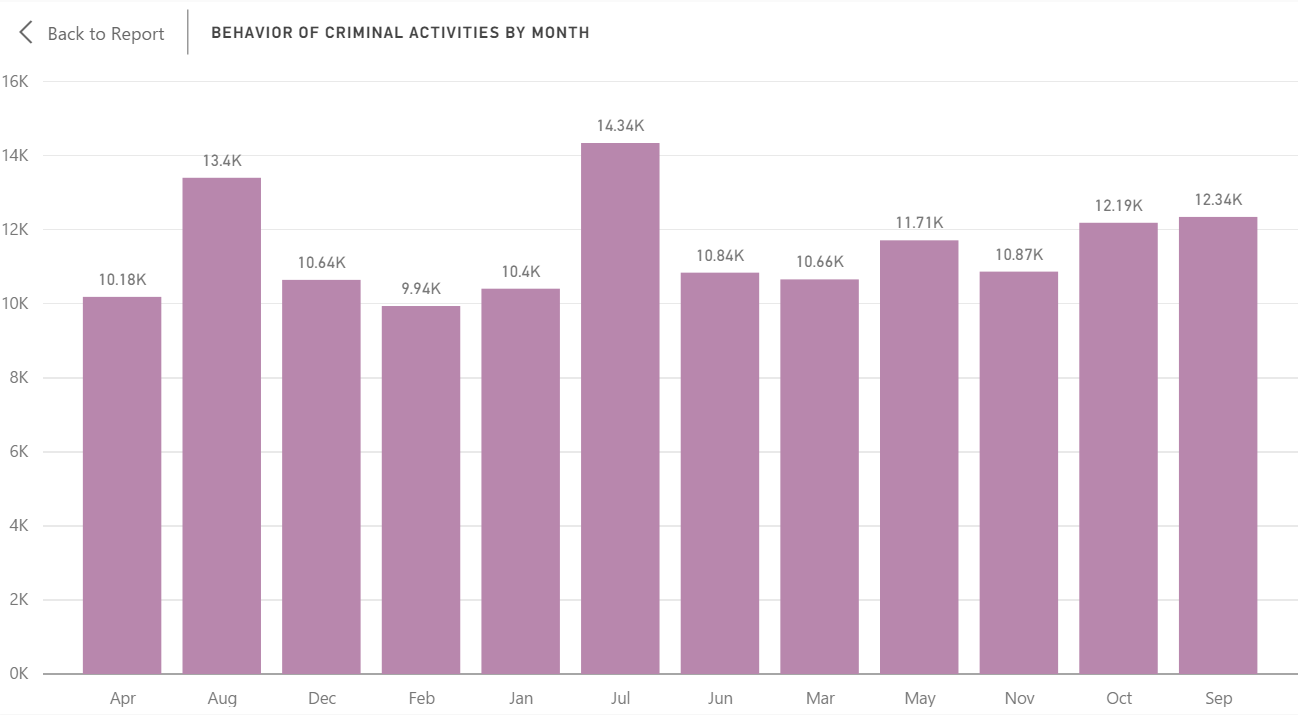 Back to Report
BEHAVIOR OF CRIMINAL ACTIVITIES BY MONTH
16K
14K
12K
10K
8K
6K
4K
2K
0K
10.18K
13.4K
10.64K
9.94K
10.4K
14.34K
10.84K
10.66K
11.71K
10.87K
12.19K
12.34K
Apr
Aug
Dec
Feb
Jan
Jul
Jun
Mar
May
Nov
Oct
Sep